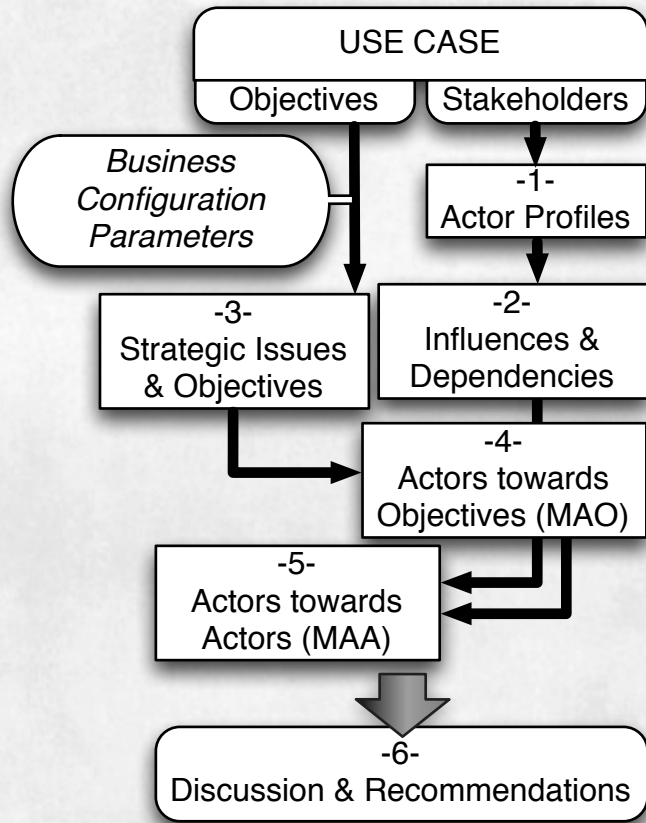 USE CASE
Objectives
Stakeholders
Business
Configuration
Parameters
-1-
Actor Profiles
-2-
Influences &
Dependencies
-3-
Strategic Issues
& Objectives
-4-
Actors towards
Objectives (MAO)
-5-
Actors towards
Actors (MAA)
-6-
Discussion & Recommendations